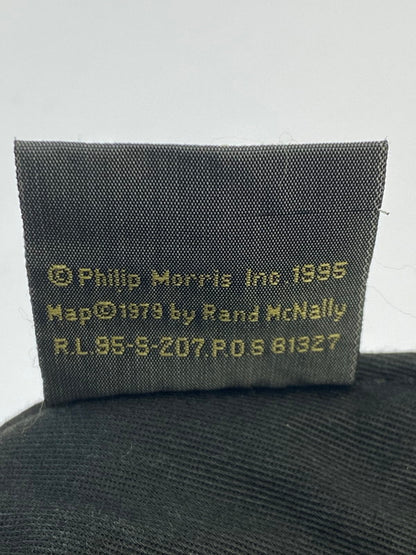 © Philip Morris Inc. 1995
Map © 1979 by Rand McNally
R.L. 95-S-207. P.O.S 81327